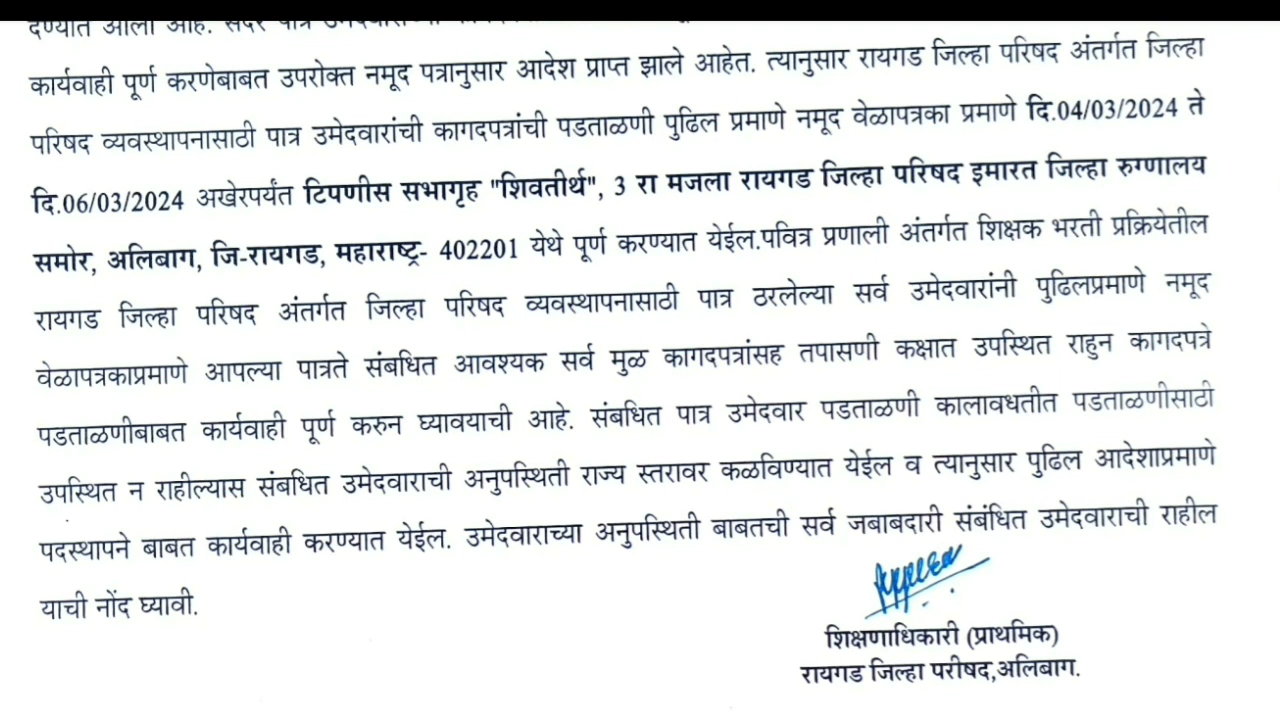 देण्यात आली आहे. सदर पात्र
कार्यवाही पूर्ण करणेबाबत उपरोक्त नमूद पत्रानुसार आदेश प्राप्त झाले आहेत. त्यानुसार रायगड जिल्हा परिषद अंतर्गत जिल्हा
परिषद व्यवस्थापनासाठी पात्र उमेदवारांची कागदपत्रांची पडताळणी पुढिल प्रमाणे नमूद वेळापत्रका प्रमाणे दि.04/03/2024 ते
दि.06/03/2024 अखेरपर्यंत टिपणीस सभागृह "शिवतीर्थ", 3 रा मजला रायगड जिल्हा परिषद इमारत जिल्हा रुग्णालय
समोर, अलिबाग, जि-रायगड, महाराष्ट्र- 402201 येथे पूर्ण करण्यात येईल.पवित्र प्रणाली अंतर्गत शिक्षक भरती प्रक्रियेतील
रायगड जिल्हा परिषद अंतर्गत जिल्हा परिषद व्यवस्थापनासाठी पात्र ठरलेल्या सर्व उमेदवारांनी पुढिलप्रमाणे नमूद
वेळापत्रकाप्रमाणे आपल्या पात्रते संबधित आवश्यक सर्व मुळ कागदपत्रांसह तपासणी कक्षात उपस्थित राहुन कागदपत्रे
पडताळणीबाबत कार्यवाही पूर्ण करुन घ्यावयाची आहे. संबधित पात्र उमेदवार पडताळणी कालावधतीत पडताळणीसाठी
उपस्थित न राहील्यास संबधित उमेदवाराची अनुपस्थिती राज्य स्तरावर कळविण्यात येईल व त्यानुसार पुढिल आदेशाप्रमाणे
पदस्थापने बाबत कार्यवाही करण्यात येईल. उमेदवाराच्या अनुपस्थिती बाबतची सर्व जबाबदारी संबंधित उमेदवाराची राहील
याची नोंद घ्यावी.
शिक्षणाधिकारी (प्राथमिक)
रायगड जिल्हा परीषद,अलिबाग.